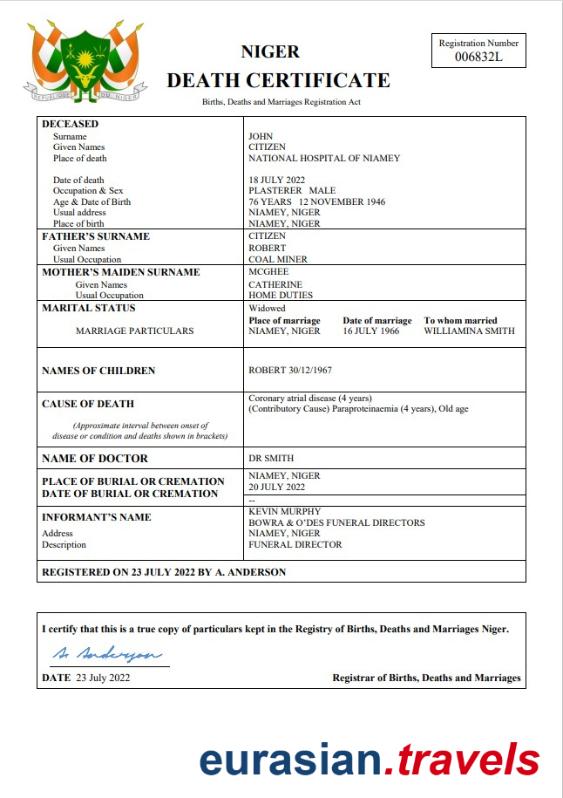 NIGER
DEATH CERTIFICATE
Births, Deaths and Marriages Registration Act
Registration Number
006832L
DECEASED
Surname JOHN
Given Names CITIZEN
Place of death NATIONAL HOSPITAL OF NIAMEY
Date of death 18 JULY 2022
Occupation & Sex PLASTERER MALE
Age & Date of Birth 76 YEARS 12 NOVEMBER 1946
Usual address NIAMEY, NIGER
Place of birth NIAMEY, NIGER
FATHER'S SURNAME CITIZEN
Given Names ROBERT
Usual Occupation COAL MINER
MOTHER'S MAIDEN SURNAME MCGHEE
Given Names CATHERINE
Usual Occupation HOME DUTIES
MARITAL STATUS Widowed
Place of marriage Date of marriage To whom married
MARRIAGE PARTICULARS NIAMEY, NIGER 16 JULY 1966 WILLIAMINA SMITH
NAMES OF CHILDREN ROBERT 30/12/1967
CAUSE OF DEATH
Coronary atrial disease (4 years)
(Contributory Cause) Paraproteinaemia (4 years), Old age
(Approximate interval between onset of
disease or condition and deaths shown in brackets)
NAME OF DOCTOR DR SMITH
PLACE OF BURIAL OR CREMATION NIAMEY, NIGER
DATE OF BURIAL OR CREMATION 20 JULY 2022
--
INFORMANT'S NAME KEVIN MURPHY
BOWRA & O'DES FUNERAL DIRECTORS
Address NIAMEY, NIGER
Description FUNERAL DIRECTOR
REGISTERED ON 23 JULY 2022 BY A. ANDERSON
I certify that this is a true copy of particulars kept in the Registry of Births, Deaths and Marriages Niger.
A. Anderson
DATE 23 July 2022 Registrar of Births, Deaths and Marriages
eurasian.travels